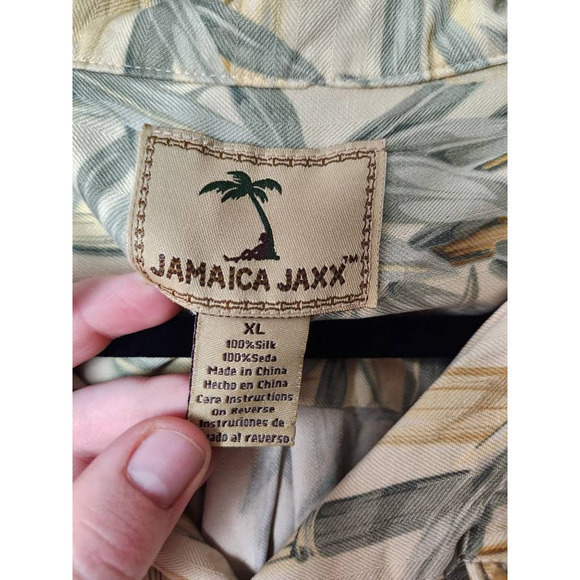 JAMAICA JAXX™
XL
100%Silk
100%Seda
Made in China
Hecho en China
Care Instructions
On Reverse
Instruciones de
al reverso